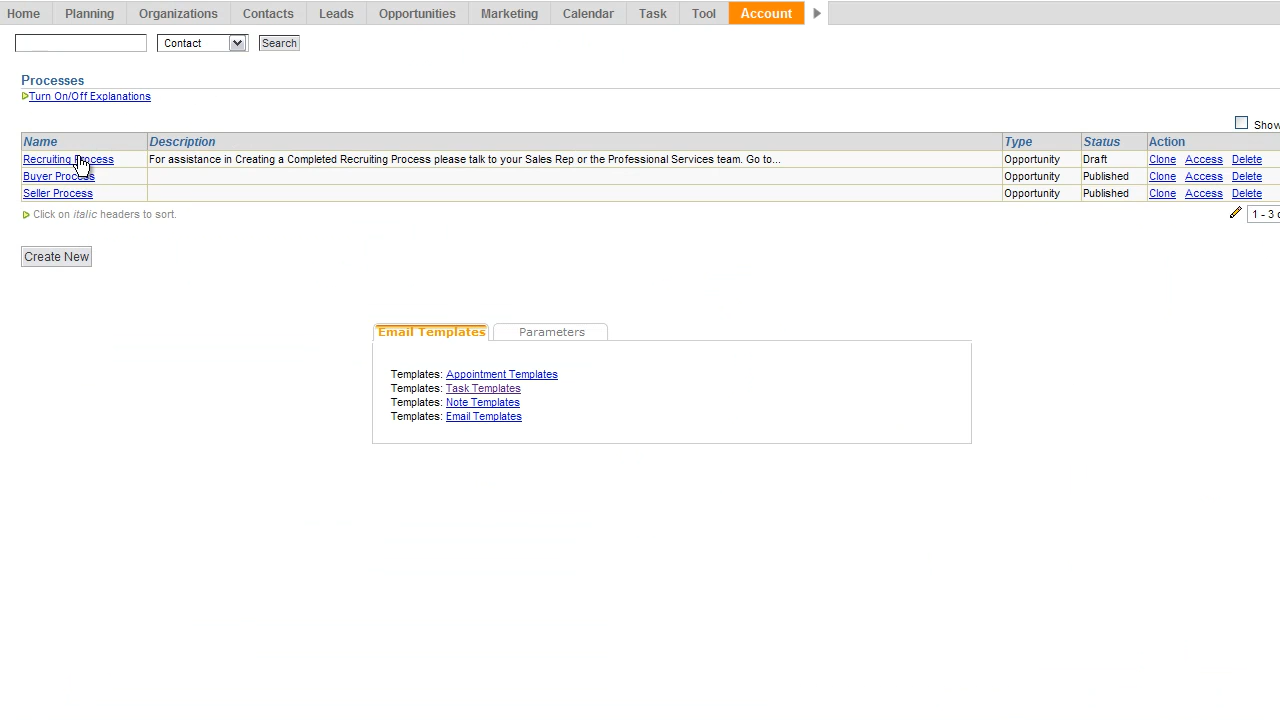 Home Planning Organizations Contacts Leads Opportunities Marketing Calendar Task Tool Account
Contact Search
Processes
Turn On/Off Explanations
Show
Name Description Type Status Action
Recruiting Process For assistance in Creating a Completed Recruiting Process please talk to your Sales Rep or the Professional Services team. Go to... Opportunity Draft Clone Access Delete
Buyer Process Opportunity Published Clone Access Delete
Seller Process Opportunity Published Clone Access Delete
Click on italic headers to sort.
1 - 3
Create New
Email Templates Parameters
Templates: Appointment Templates
Templates: Task Templates
Templates: Note Templates
Templates: Email Templates